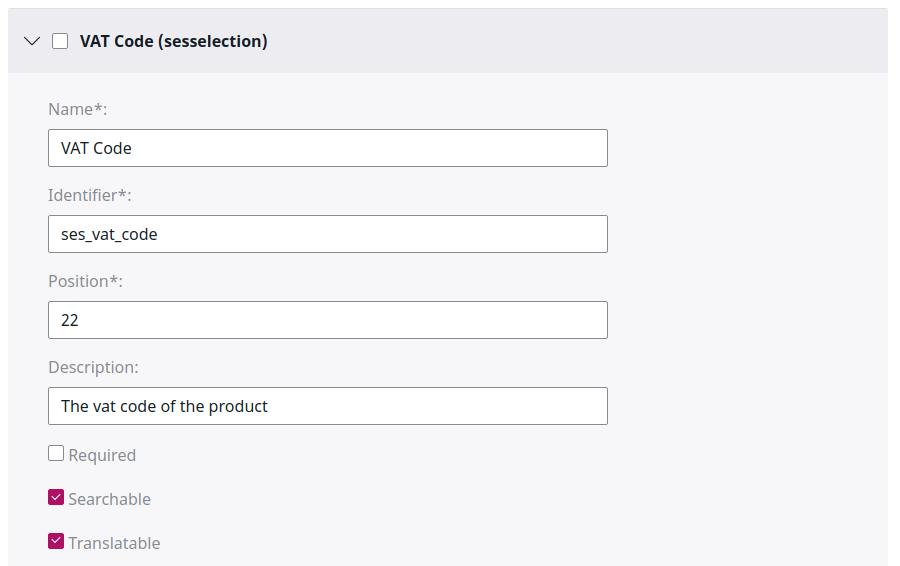 VAT Code (sesselection)
Name*:
VAT Code
Identifier*:
ses_vat_code
Position*:
22
Description:
The vat code of the product
Required
Searchable
Translatable